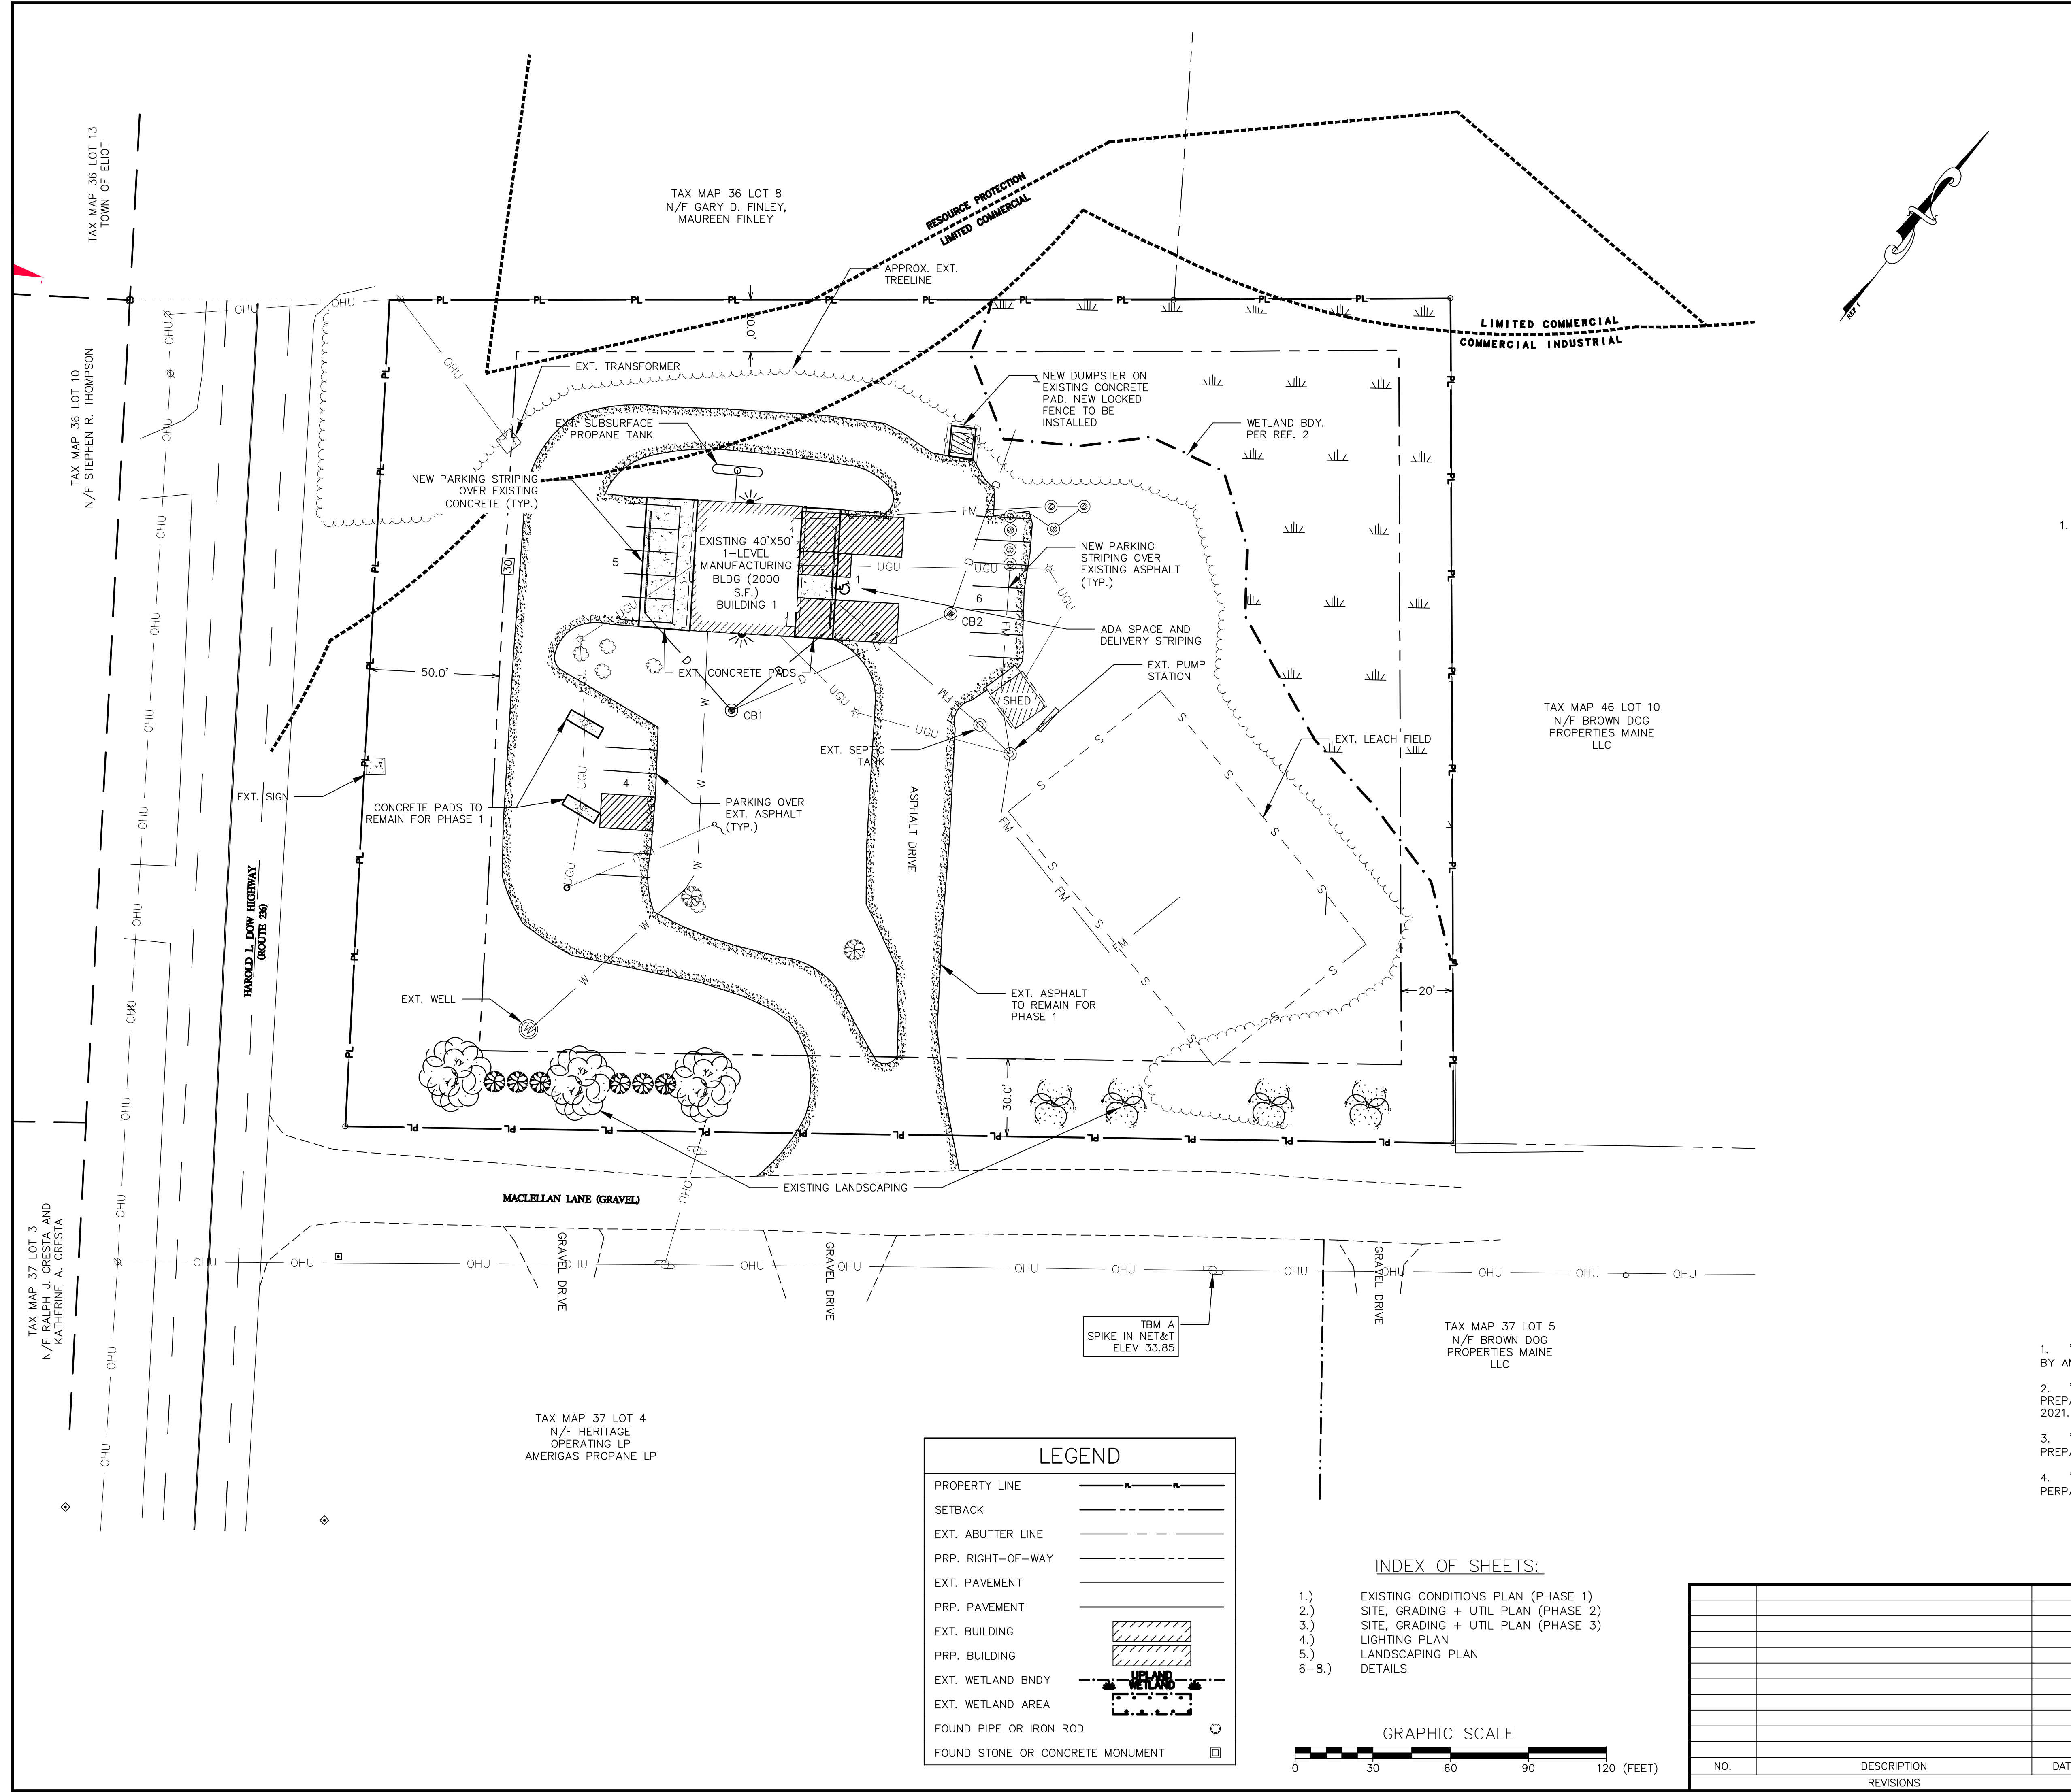 TAX MAP 36 LOT 13
TOWN OF ELIOT
TAX MAP 36 LOT 8
N/F GARY D. FINLEY,
MAUREEN FINLEY
RESOURCE PROTECTION
LIMITED COMMERCIAL
APPROX. EXT.
TREELINE
LIMITED COMMERCIAL
COMMERCIAL INDUSTRIAL
REF 1
TAX MAP 36 LOT 10
N/F STEPHEN R. THOMPSON
EXT. TRANSFORMER
EXT. SUBSURFACE
PROPANE TANK
NEW DUMPSTER ON
EXISTING CONCRETE
PAD. NEW LOCKED
FENCE TO BE
INSTALLED
WETLAND BDY.
PER REF. 2
NEW PARKING STRIPING
OVER EXISTING
CONCRETE (TYP.)
30
5
EXISTING 40'X50'
1-LEVEL
MANUFACTURING
BLDG (2000
S.F.)
BUILDING 1
1
6
NEW PARKING
STRIPING OVER
EXISTING ASPHALT
(TYP.)
CB2
ADA SPACE AND
DELIVERY STRIPING
EXT. PUMP
STATION
50.0'
EXT. CONCRETE PADS
SHED
CB1
EXT. SEPTIC
TANK
EXT. LEACH FIELD
TAX MAP 46 LOT 10
N/F BROWN DOG
PROPERTIES MAINE
LLC
EXT. SIGN
CONCRETE PADS TO
REMAIN FOR PHASE 1
4
PARKING OVER
EXT. ASPHALT
(TYP.)
ASPHALT DRIVE
HAROLD L. DOW HIGHWAY
(ROUTE 236)
EXT. WELL
W
EXT. ASPHALT
TO REMAIN FOR
PHASE 1
20'
30.0'
EXISTING LANDSCAPING
MACLELLAN LANE (GRAVEL)
GRAVEL DRIVE
GRAVEL DRIVE
GRAVEL DRIVE
TAX MAP 37 LOT 3
N/F RALPH J. CRESTA AND
KATHERINE A. CRESTA
TBM A
SPIKE IN NET&T
ELEV 33.85
TAX MAP 37 LOT 5
N/F BROWN DOG
PROPERTIES MAINE
LLC
TAX MAP 37 LOT 4
N/F HERITAGE
OPERATING LP
AMERIGAS PROPANE LP
LEGEND
PROPERTY LINE
SETBACK
EXT. ABUTTER LINE
PRP. RIGHT-OF-WAY
EXT. PAVEMENT
PRP. PAVEMENT
EXT. BUILDING
PRP. BUILDING
EXT. WETLAND BNDY
UPLAND
WETLAND
EXT. WETLAND AREA
FOUND PIPE OR IRON ROD
FOUND STONE OR CONCRETE MONUMENT
INDEX OF SHEETS:
1.) EXISTING CONDITIONS PLAN (PHASE 1)
2.) SITE, GRADING + UTIL PLAN (PHASE 2)
3.) SITE, GRADING + UTIL PLAN (PHASE 3)
4.) LIGHTING PLAN
5.) LANDSCAPING PLAN
6-8.) DETAILS
GRAPHIC SCALE
0 30 60 90 120 (FEET)
1.
1.
BY
2.
2021.
3.
4.
NO. DESCRIPTION
REVISIONS